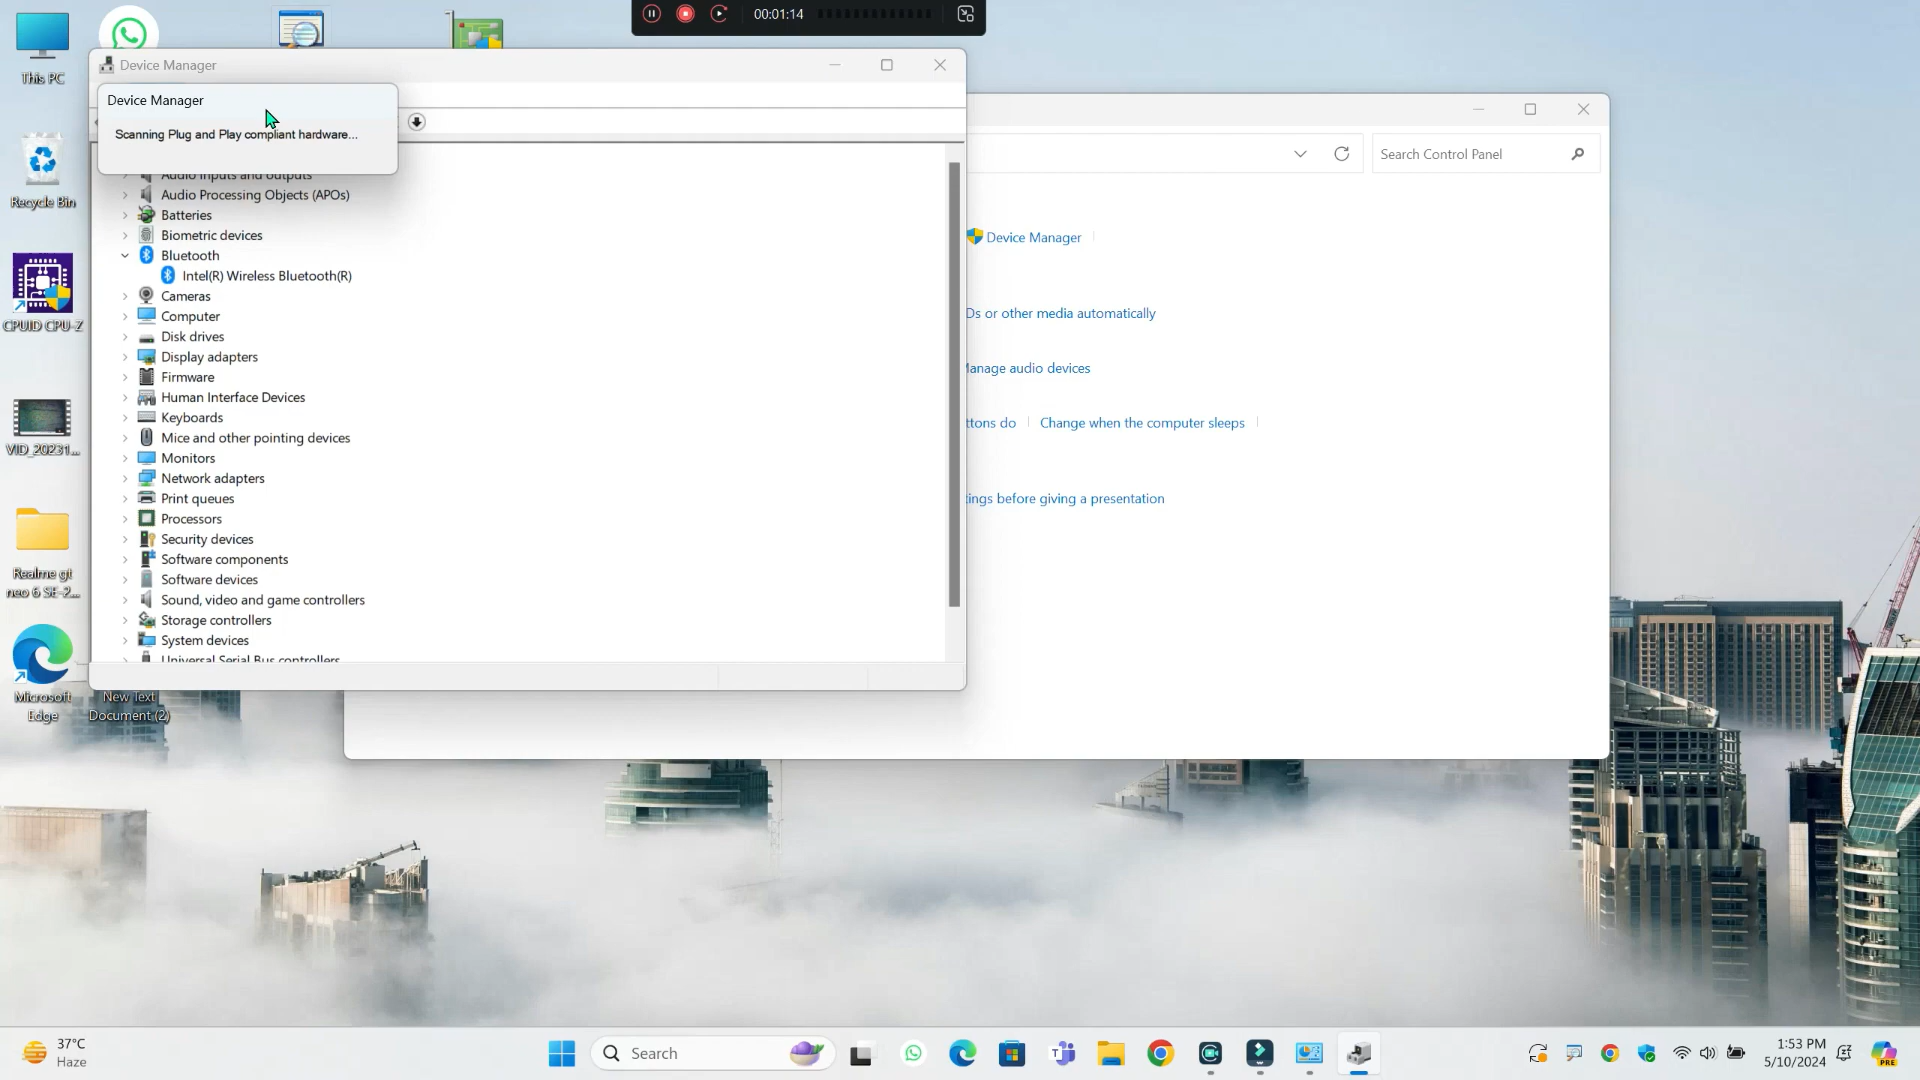 00:01:14
This PC
Recycle Bin
CPUID CPU-Z
VID_20231...
Realme gt
neo 6 SE-2...
Microsoft
Edge
New Text
Document (2)
Device Manager
Device Manager
Scanning Plug and Play compliant hardware...
Audio inputs and outputs
Audio Processing Objects (APOs)
Batteries
Biometric devices
Bluetooth
Intel(R) Wireless Bluetooth(R)
Cameras
Computer
Disk drives
Display adapters
Firmware
Human Interface Devices
Keyboards
Mice and other pointing devices
Monitors
Network adapters
Print queues
Processors
Security devices
Software components
Software devices
Sound, video and game controllers
Storage controllers
System devices
Universal Serial Bus controllers
Search Control Panel
Device Manager
Ds or other media automatically
Manage audio devices
ttons do
Change when the computer sleeps
tings before giving a presentation
37°C
Haze
Search
1:53 PM
5/10/2024
PRE